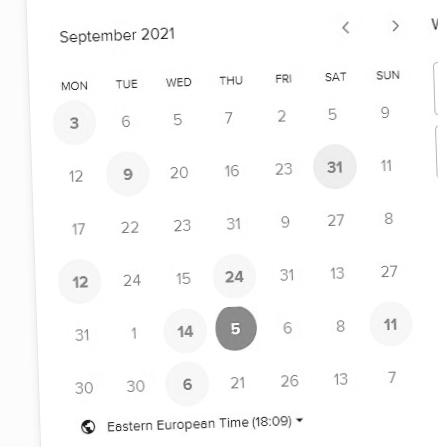 September 2021
MON TUE WED THU FRI SAT SUN
3 6 5 7 2 5 9
12 9 20 16 23 31 11
17 22 23 31 9 27 8
12 24 15 24 31 13 27
31 1 14 5 6 8 11
30 30 6 21 26 13 7
Eastern European Time (18:09)